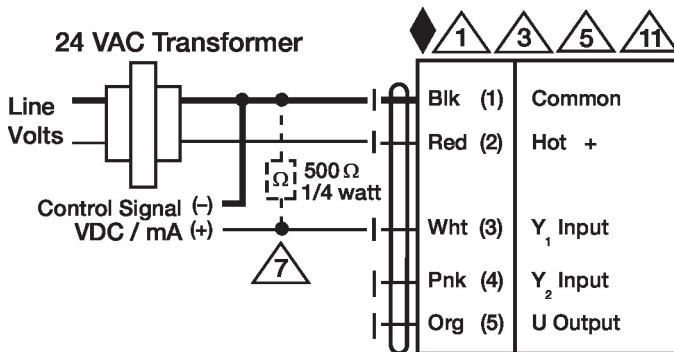 24 VAC Transformer
1 3 5 11
Line
Volts
Blk (1) Common
Red (2) Hot +
Ω 500 Ω
1/4 watt
Control Signal (–)
VDC / mA (+)
Wht (3) Y₁ Input
7
Pnk (4) Y₂ Input
Org (5) U Output